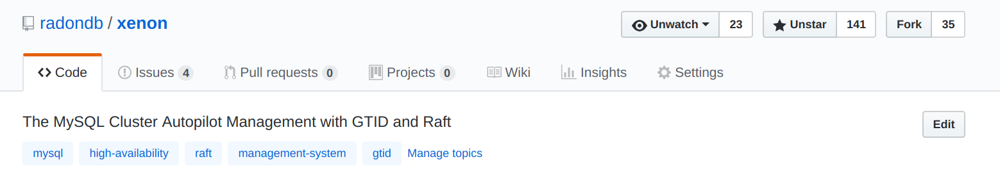 radondb / xenon Unwatch 23 Unstar 141 Fork 35
Code Issues 4 Pull requests 0 Projects 0 Wiki Insights Settings
The MySQL Cluster Autopilot Management with GTID and Raft Edit
mysql high-availability raft management-system gtid Manage topics